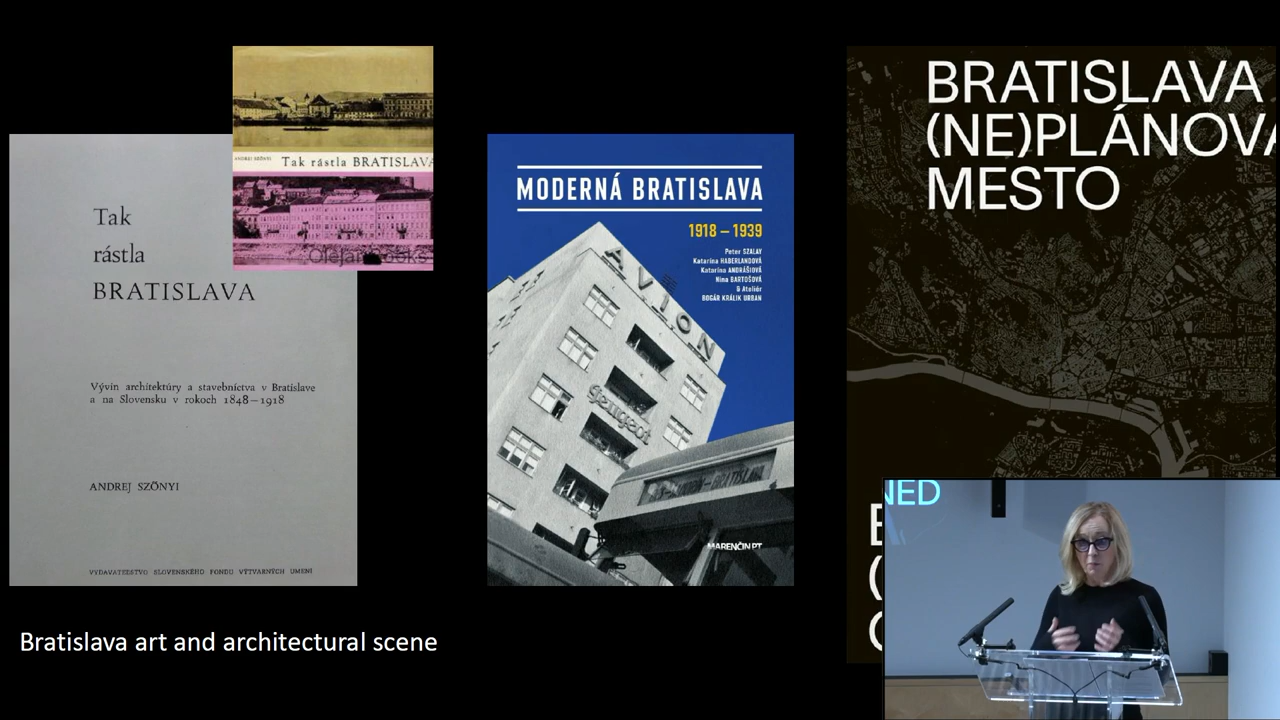 Tak
rástla
BRATISLAVA
Vývin architektúry a stavebníctva v Bratislave
a na Slovensku v rokoch 1848—1918
ANDREJ SZÖNYI
VYDAVATEĽSTVO SLOVENSKÉHO FONDU VÝTVARNÝCH UMENÍ
ANDREJ SZÖNYI
Tak rástla BRATISLAVA
MODERNÁ BRATISLAVA
1918 – 1939
Peter SZALAY
Katarína HABERLANDOVÁ
Katarína ANDRÁŠIOVÁ
Nina BARTOŠOVÁ
& Ateliér
BOGÁR KRÁLIK URBAN
AVION
Peugeot
MARENČIN PT
BRATISLAVA
(NE)PLÁNOVA
MESTO
NED
Bratislava art and architectural scene